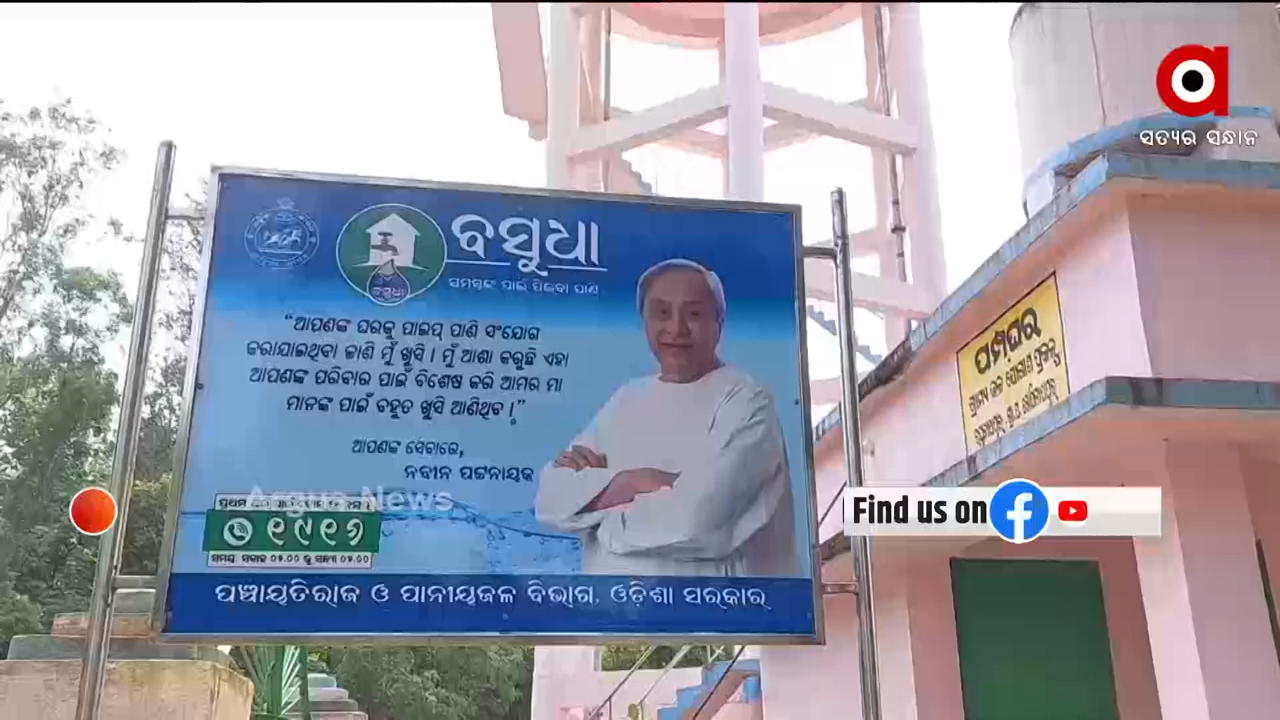 ସତ୍ୟର ସନ୍ଧାନ
ବସୁଧା
ସମସ୍ତଙ୍କ ପାଇଁ ପିଇବା ପାଣି
ବସୁଧା
“ଆପଣଙ୍କ ଘରକୁ ପାଇପ୍ ପାଣି ସଂଯୋଗ
କରାଯାଇଥିବା ଜାଣି ମୁଁ ଖୁସି । ମୁଁ ଆଶା କରୁଛି ଏହା
ଆପଣଙ୍କ ପରିବାର ପାଇଁ ବିଶେଷ କରି ଆମର ମା
ମାନଙ୍କ ପାଇଁ ବହୁତ ଖୁସି ଆଣିଥିବ !”
ଆପଣଙ୍କ ସେବାରେ,
ନବୀନ ପଟ୍ଟନାୟକ
Argus News
୧୯୧୬
ପଞ୍ଚାୟତିରାଜ ଓ ପାନୀୟଜଳ ବିଭାଗ, ଓଡ଼ିଶା ସରକାର
ପମ୍ପଘର
Find us on